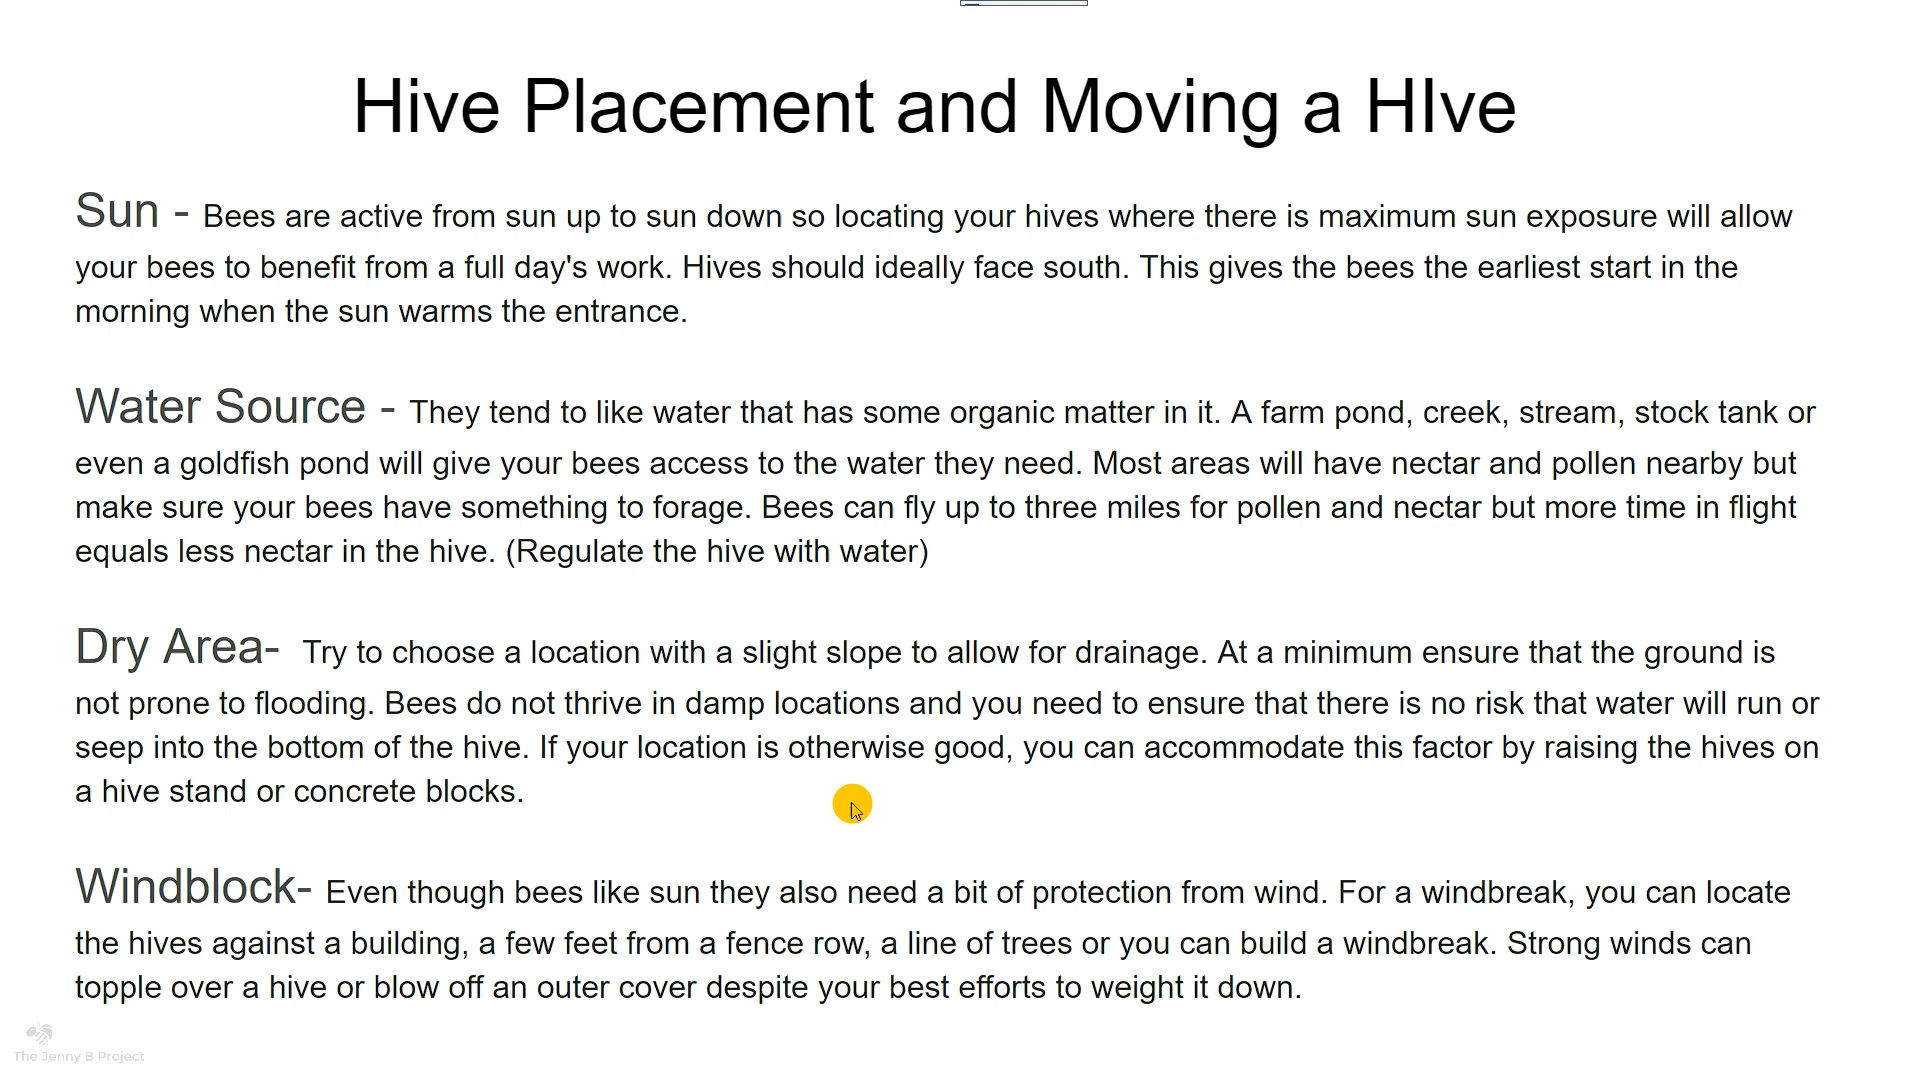 Hive Placement and Moving a HIve
Sun - Bees are active from sun up to sun down so locating your hives where there is maximum sun exposure will allow
your bees to benefit from a full day's work. Hives should ideally face south. This gives the bees the earliest start in the
morning when the sun warms the entrance.
Water Source - They tend to like water that has some organic matter in it. A farm pond, creek, stream, stock tank or
even a goldfish pond will give your bees access to the water they need. Most areas will have nectar and pollen nearby but
make sure your bees have something to forage. Bees can fly up to three miles for pollen and nectar but more time in flight
equals less nectar in the hive. (Regulate the hive with water)
Dry Area- Try to choose a location with a slight slope to allow for drainage. At a minimum ensure that the ground is
not prone to flooding. Bees do not thrive in damp locations and you need to ensure that there is no risk that water will run or
seep into the bottom of the hive. If your location is otherwise good, you can accommodate this factor by raising the hives on
a hive stand or concrete blocks.
Windblock- Even though bees like sun they also need a bit of protection from wind. For a windbreak, you can locate
the hives against a building, a few feet from a fence row, a line of trees or you can build a windbreak. Strong winds can
topple over a hive or blow off an outer cover despite your best efforts to weight it down.
The Jenny B Project